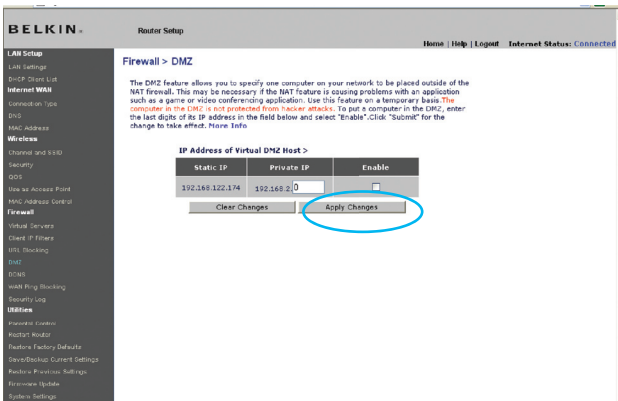 BELKIN®
Router Setup
Home | Help | Logout Internet Status: Connected
LAN Setup
LAN Settings
DHCP Client List
Internet WAN
Connection Type
DNS
MAC Address
Wireless
Channel and SSID
Security
QOS
Use as Access Point
MAC Address Control
Firewall
Virtual Servers
Client IP Filters
URL Blocking
DMZ
DDNS
WAN Ping Blocking
Security Log
Utilities
Parental Control
Restart Router
Restore Factory Defaults
Save/Backup Current Settings
Restore Previous Settings
Firmware Update
System Settings
Firewall > DMZ
The DMZ feature allows you to specify one computer on your network to be placed outside of the
NAT firewall. This may be necessary if the NAT feature is causing problems with an application
such as a game or video conferencing application. Use this feature on a temporary basis.The
computer in the DMZ is not protected from hacker attacks. To put a computer in the DMZ, enter
the last digits of its IP address in the field below and select "Enable".Click "Submit" for the
change to take effect. More Info
IP Address of Virtual DMZ Host >
Static IP Private IP Enable
192.168.122.174 192.168.2. 0
Clear Changes Apply Changes